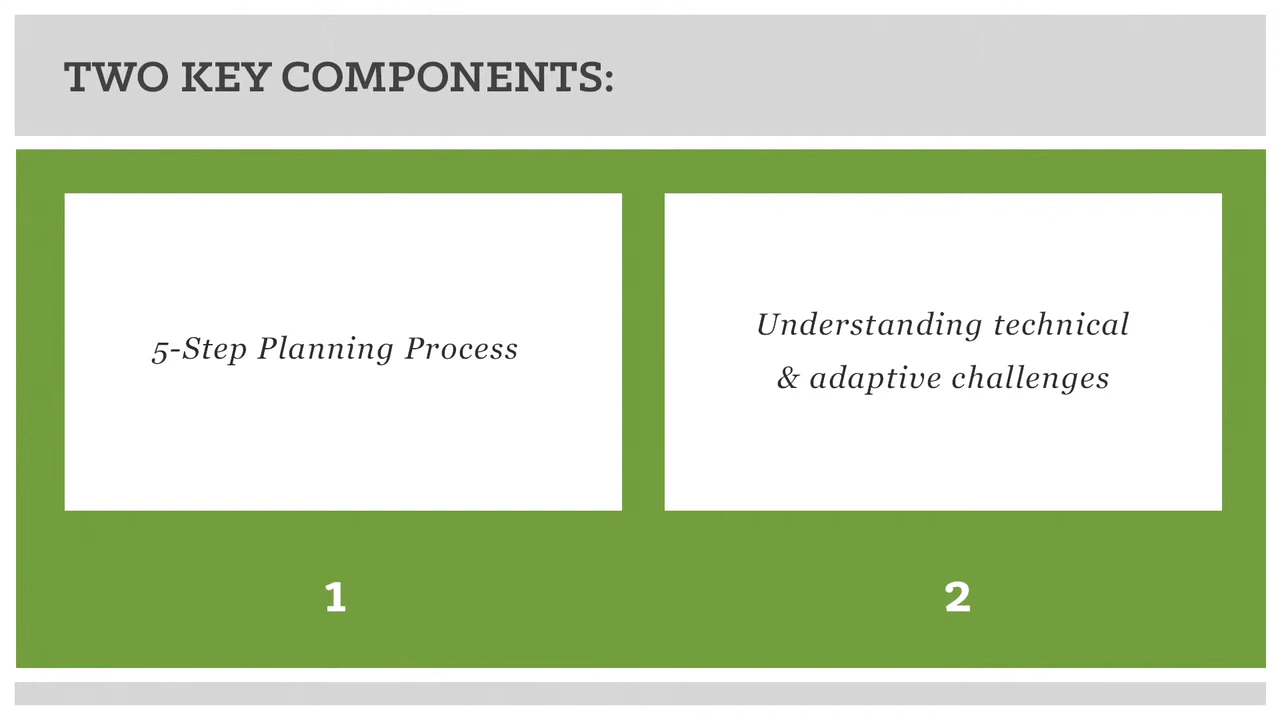 TWO KEY COMPONENTS:
5-Step Planning Process
Understanding technical
& adaptive challenges
1
2